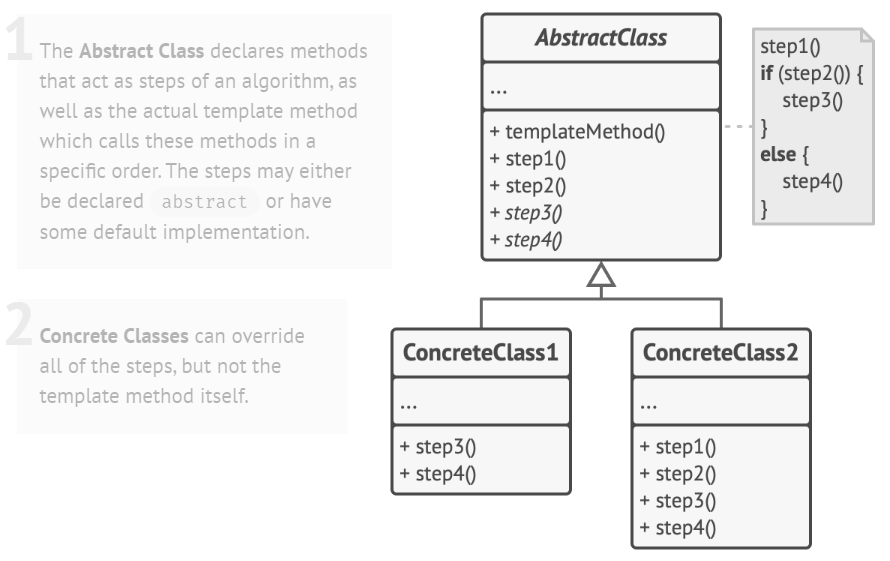 1
The Abstract Class declares methods
that act as steps of an algorithm, as
well as the actual template method
which calls these methods in a
specific order. The steps may either
be declared abstract or have
some default implementation.
2
Concrete Classes can override
all of the steps, but not the
template method itself.
AbstractClass
...
+ templateMethod()
+ step1()
+ step2()
+ step3()
+ step4()
step1()
if (step2()) {
step3()
}
else {
step4()
}
ConcreteClass1
...
+ step3()
+ step4()
ConcreteClass2
...
+ step1()
+ step2()
+ step3()
+ step4()